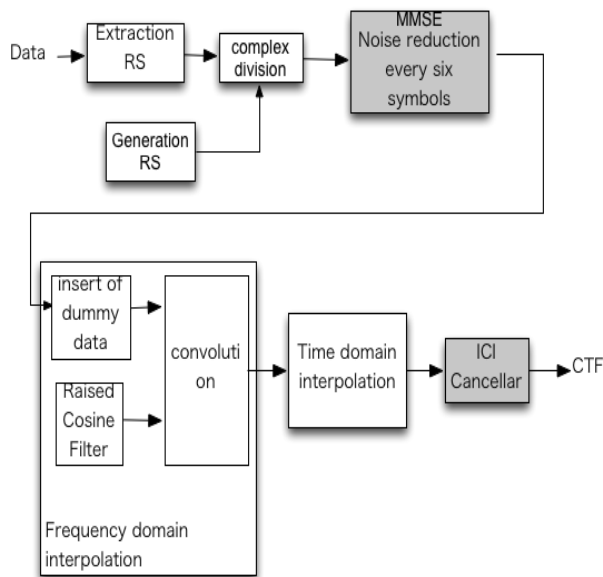 Data
Extraction
RS
complex
division
MMSE
Noise reduction
every six
symbols
Generation
RS
insert of
dummy
data
convoluti
on
Raised
Cosine
Filter
Frequency domain
interpolation
Time domain
interpolation
ICI
Cancellar
CTF